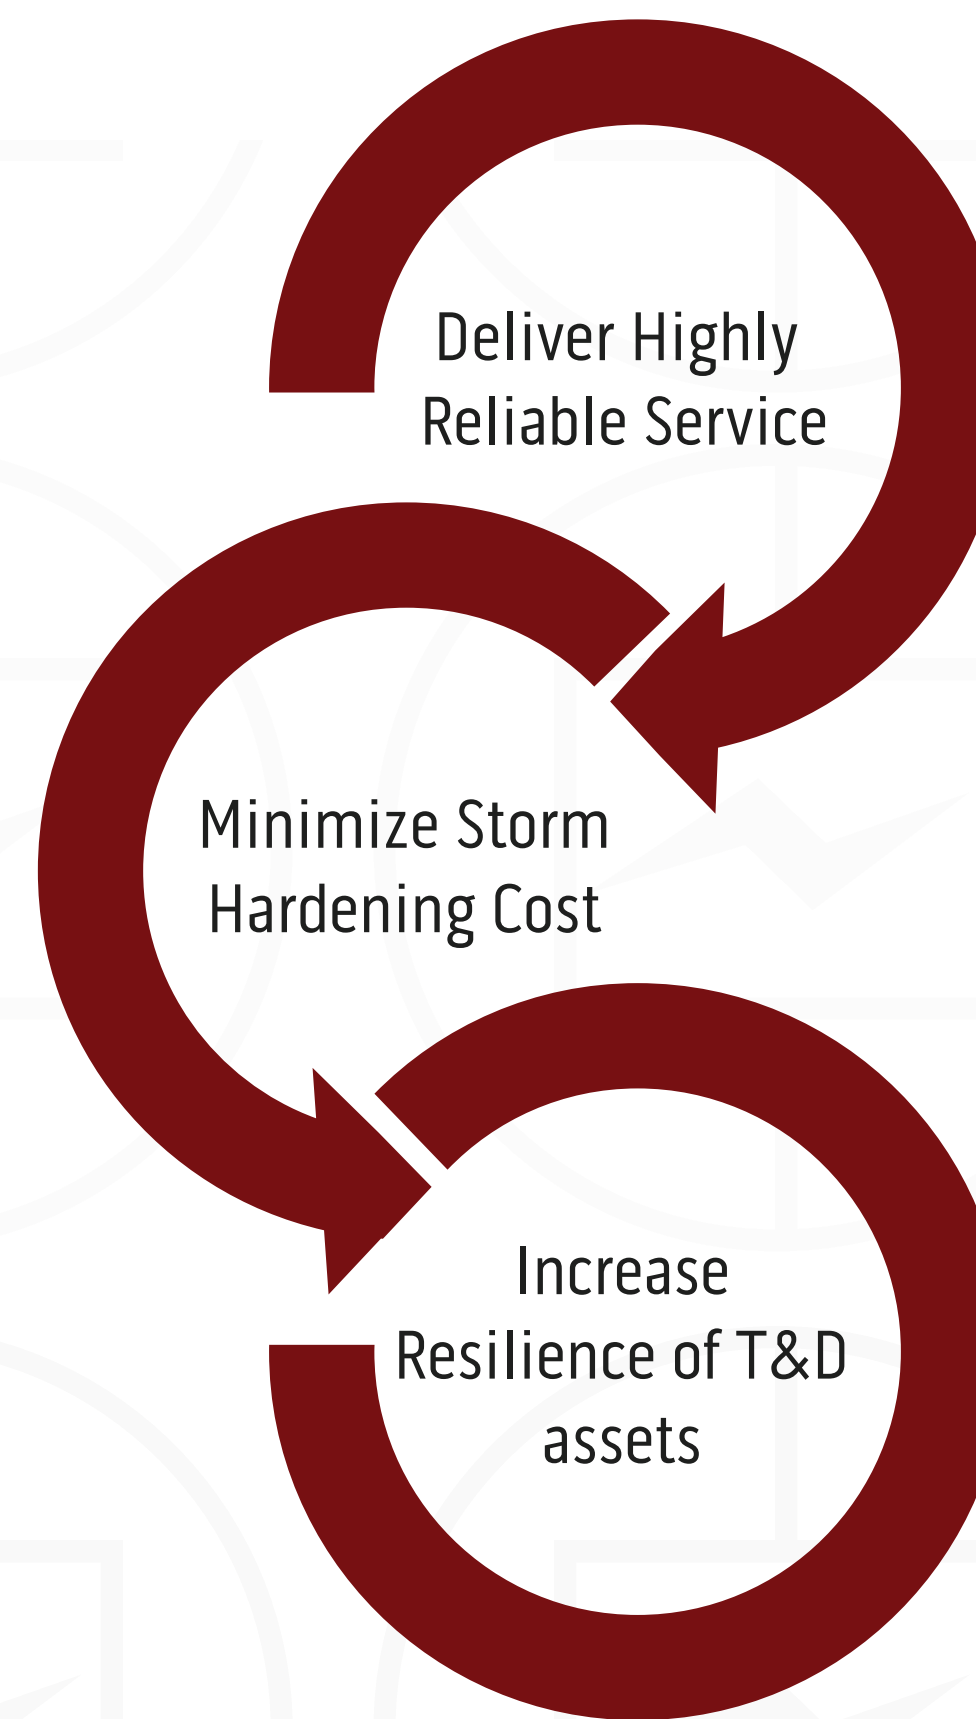 Deliver Highly
Reliable Service
Minimize Storm
Hardening Cost
Increase
Resilience of T&D
assets